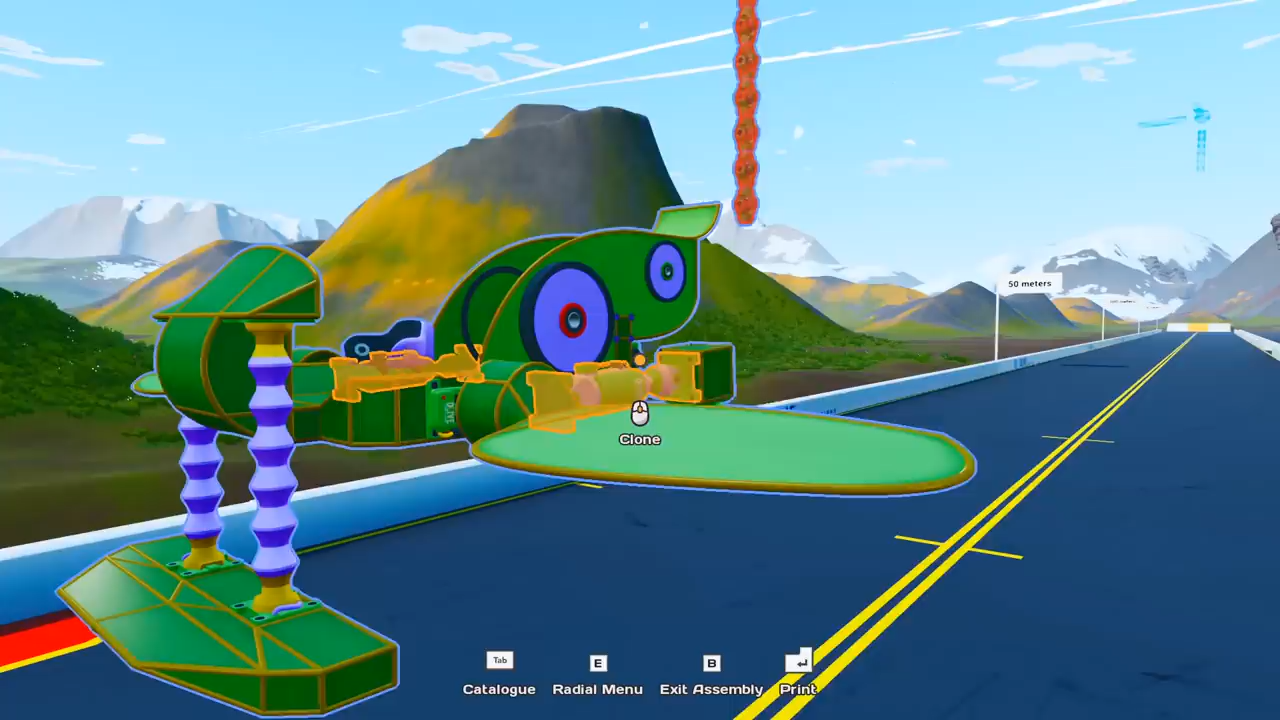 50 meters
Clone
Tab
E
B
Catalogue
Radial Menu
Exit Assembly
Print